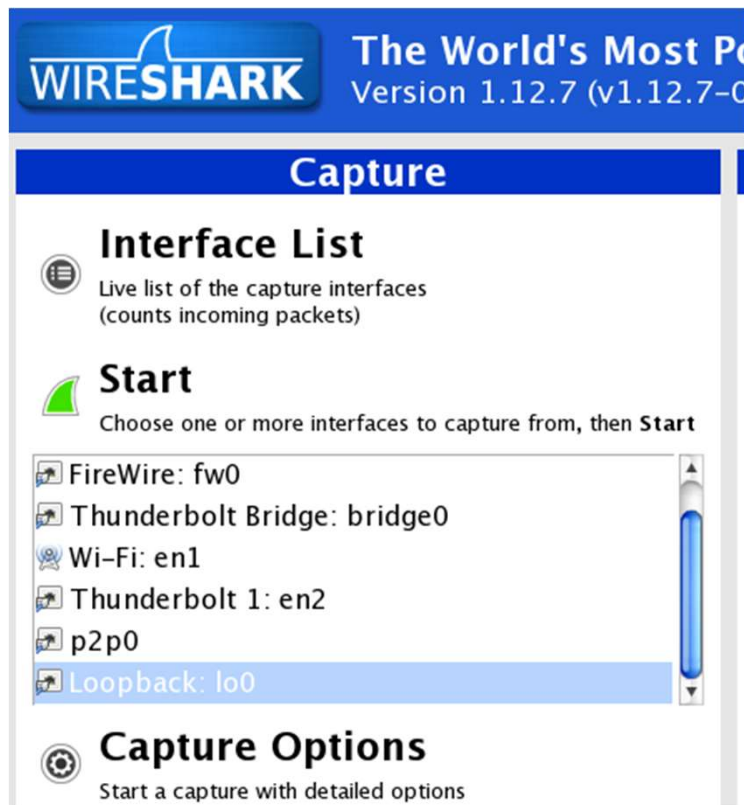 WIRESHARK
The World's Most
Version 1.12.7 (v1.12.7-0
Capture
Interface List
Live list of the capture interfaces
(counts incoming packets)
Start
Choose one or more interfaces to capture from, then Start
FireWire: fw0
Thunderbolt Bridge: bridge0
Wi-Fi: en1
Thunderbolt 1: en2
p2p0
Loopback: lo0
Capture Options
Start a capture with detailed options